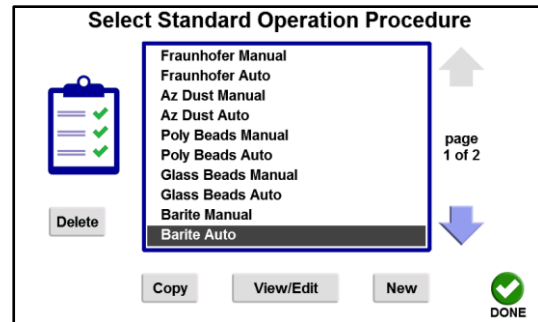 Select Standard Operation Procedure
Fraunhofer Manual
Fraunhofer Auto
Az Dust Manual
Az Dust Auto
Poly Beads Manual
Poly Beads Auto
Glass Beads Manual
Glass Beads Auto
Barite Manual
Barite Auto
page
1 of 2
Delete
Copy
View/Edit
New
DONE